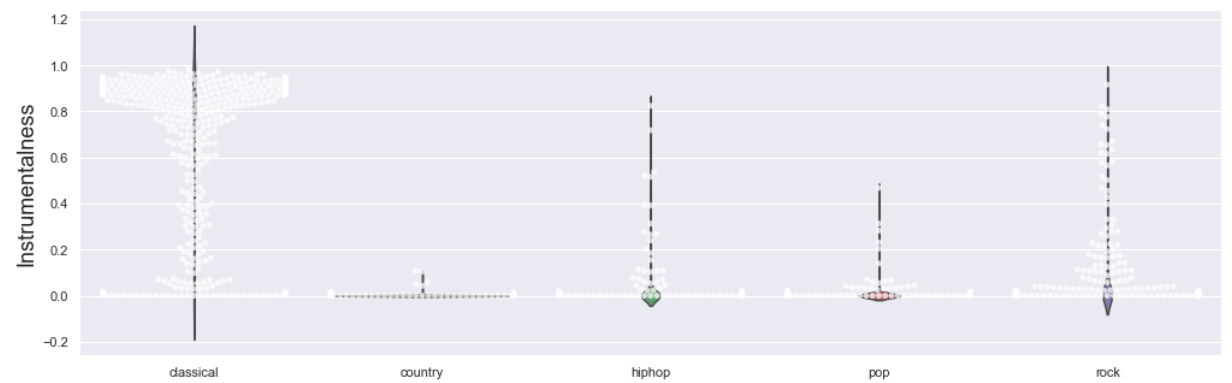 Instrumentalness
1.2
1.0
0.8
0.6
0.4
0.2
0.0
−0.2
classical
country
hiphop
pop
rock